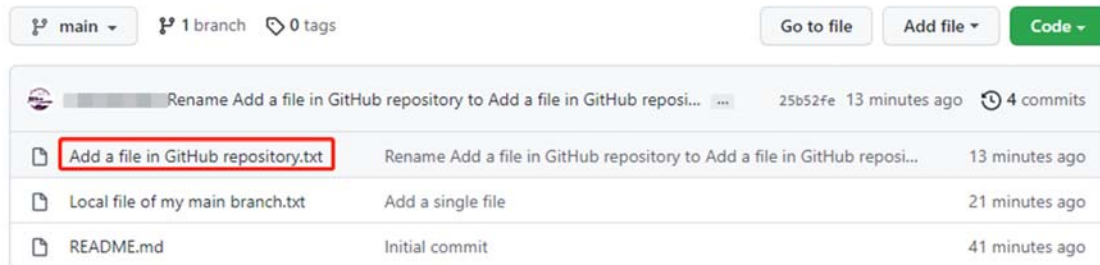 main 1 branch 0 tags Go to file Add file Code
Rename Add a file in GitHub repository to Add a file in GitHub reposi... ... 25b52fe 13 minutes ago 4 commits
Add a file in GitHub repository.txt Rename Add a file in GitHub repository to Add a file in GitHub reposi... 13 minutes ago
Local file of my main branch.txt Add a single file 21 minutes ago
README.md Initial commit 41 minutes ago